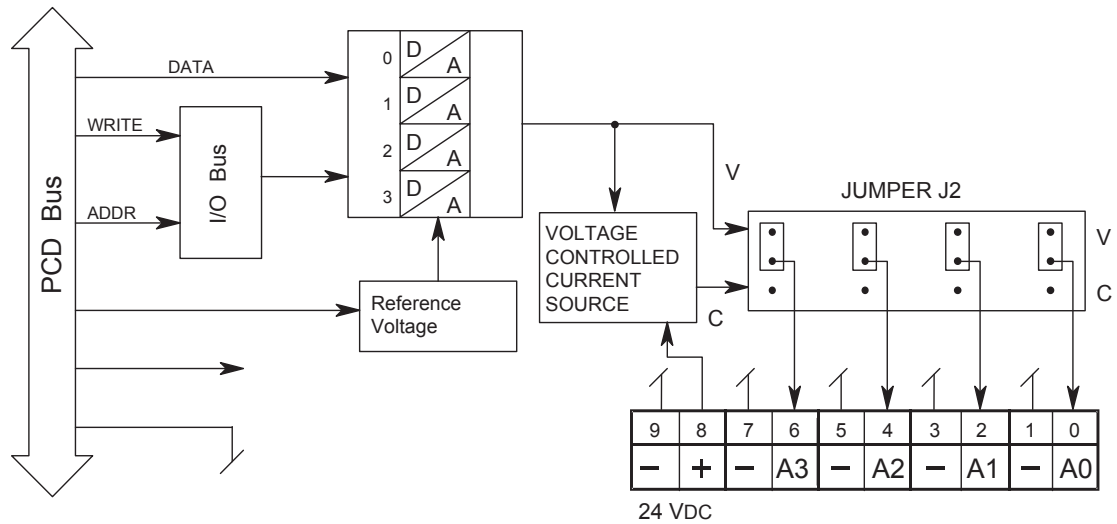 PCD Bus
DATA
WRITE
ADDR
I/O Bus
0 D A
1 D A
2 D A
3 D A
Reference
Voltage
VOLTAGE
CONTROLLED
CURRENT
SOURCE
V
C
JUMPER J2
V
C
9 8 7 6 5 4 3 2 1 0
– + – A3 – A2 – A1 – A0
24 VDC